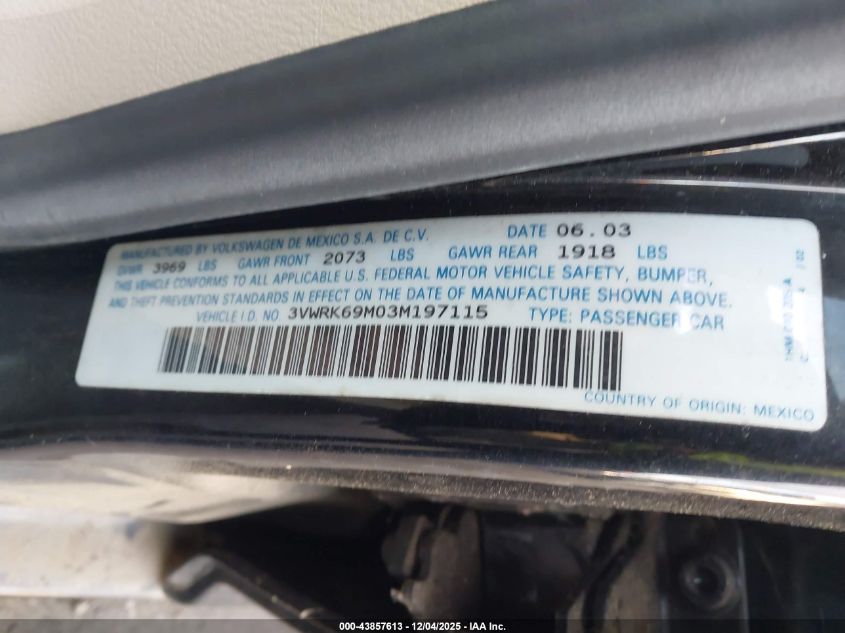 MANUFACTURED BY VOLKSWAGEN DE MEXICO S.A. DE C.V. DATE 06.03
GVWR 3969 LBS GAWR FRONT 2073 LBS GAWR REAR 1918 LBS
THIS VEHICLE CONFORMS TO ALL APPLICABLE U.S. FEDERAL MOTOR VEHICLE SAFETY, BUMPER,
AND THEFT PREVENTION STANDARDS IN EFFECT ON THE DATE OF MANUFACTURE SHOWN ABOVE.
VEHICLE I.D. NO. 3VWRK69M03M197115 TYPE: PASSENGER CAR
COUNTRY OF ORIGIN: MEXICO
000-43857613 - 12/04/2025 - IAA Inc.